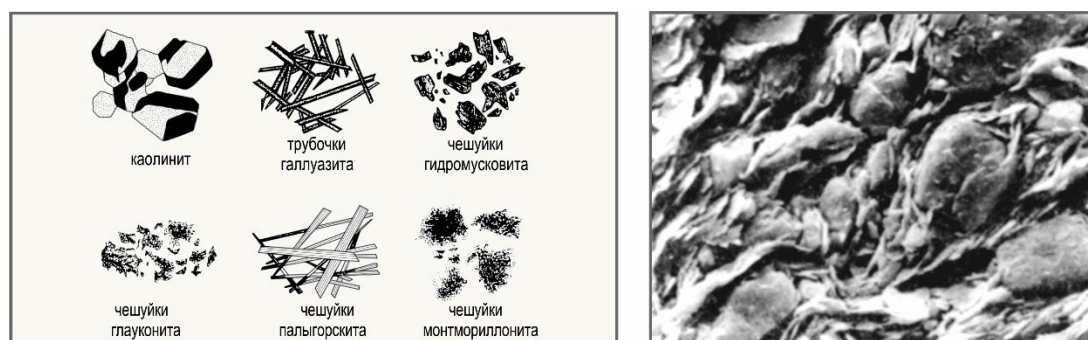 каолинит
трубочки
галлуазита
чешуйки
гидромусковита
чешуйки
глауконита
чешуйки
палыгорскита
чешуйки
монтмориллонита